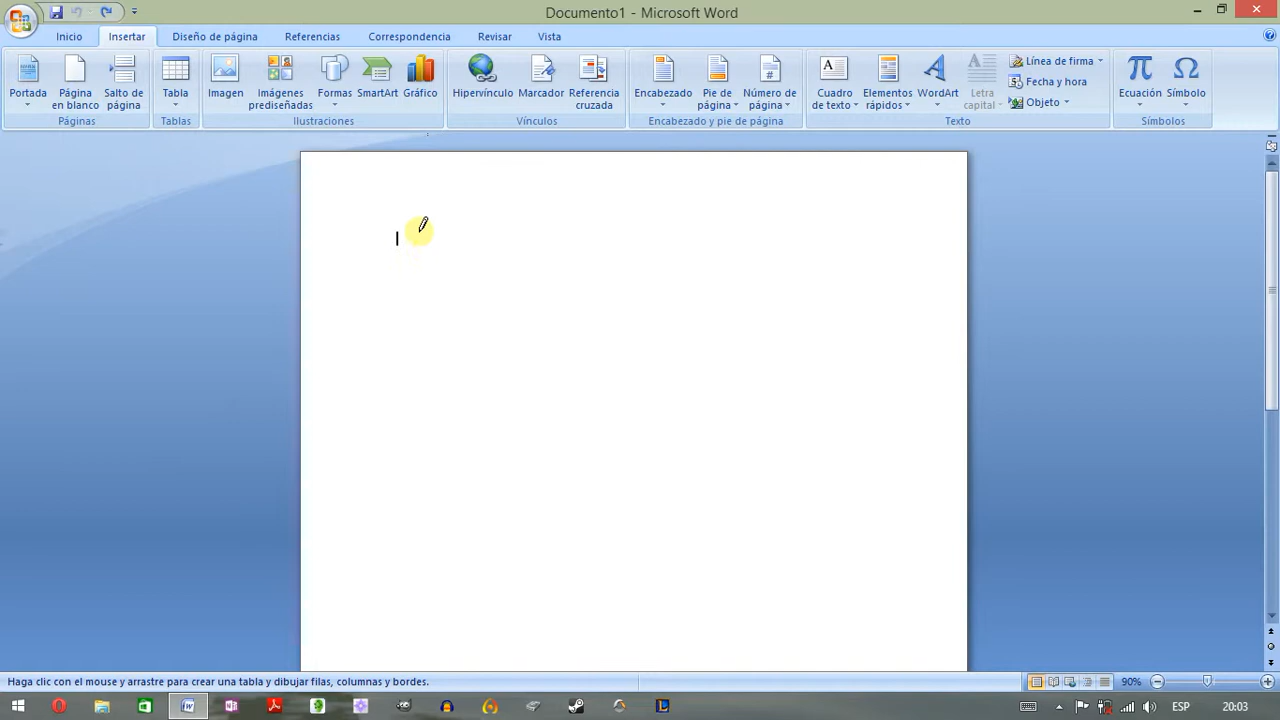 Documento1 - Microsoft Word
Inicio
Insertar
Diseño de página
Referencias
Correspondencia
Revisar
Vista
Portada
Página en blanco
Salto de página
Páginas
Tabla
Tablas
Imagen
Imágenes prediseñadas
Formas
SmartArt
Gráfico
Ilustraciones
Hipervínculo
Marcador
Referencia cruzada
Vínculos
Encabezado
Pie de página
Número de página
Encabezado y pie de página
Cuadro de texto
Elementos rápidos
WordArt
Letra capital
Línea de firma
Fecha y hora
Objeto
Texto
Ecuación
Símbolo
Símbolos
Haga clic con el mouse y arrastre para crear una tabla y dibujar filas, columnas y bordes.
90%
ESP
20:03